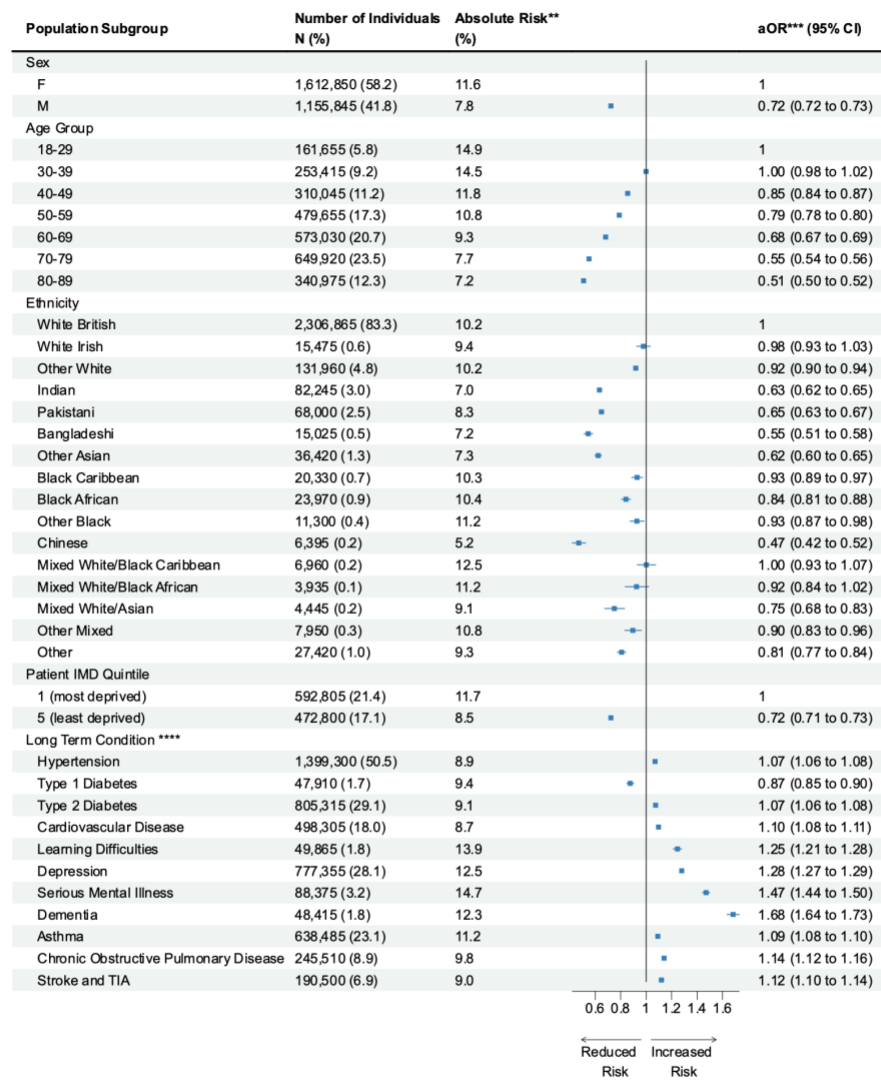 Population Subgroup Number of Individuals N (%) Absolute Risk** (%) aOR*** (95% CI)
Sex
F 1,612,850 (58.2) 11.6 1
M 1,155,845 (41.8) 7.8 0.72 (0.72 to 0.73)
Age Group
18-29 161,655 (5.8) 14.9 1
30-39 253,415 (9.2) 14.5 1.00 (0.98 to 1.02)
40-49 310,045 (11.2) 11.8 0.85 (0.84 to 0.87)
50-59 479,655 (17.3) 10.8 0.79 (0.78 to 0.80)
60-69 573,030 (20.7) 9.3 0.68 (0.67 to 0.69)
70-79 649,920 (23.5) 7.7 0.55 (0.54 to 0.56)
80-89 340,975 (12.3) 7.2 0.51 (0.50 to 0.52)
Ethnicity
White British 2,306,865 (83.3) 10.2 1
White Irish 15,475 (0.6) 9.4 0.98 (0.93 to 1.03)
Other White 131,960 (4.8) 10.2 0.92 (0.90 to 0.94)
Indian 82,245 (3.0) 7.0 0.63 (0.62 to 0.65)
Pakistani 68,000 (2.5) 8.3 0.65 (0.63 to 0.67)
Bangladeshi 15,025 (0.5) 7.2 0.55 (0.51 to 0.58)
Other Asian 36,420 (1.3) 7.3 0.62 (0.60 to 0.65)
Black Caribbean 20,330 (0.7) 10.3 0.93 (0.89 to 0.97)
Black African 23,970 (0.9) 10.4 0.84 (0.81 to 0.88)
Other Black 11,300 (0.4) 11.2 0.93 (0.87 to 0.98)
Chinese 6,395 (0.2) 5.2 0.47 (0.42 to 0.52)
Mixed White/Black Caribbean 6,960 (0.2) 12.5 1.00 (0.93 to 1.07)
Mixed White/Black African 3,935 (0.1) 11.2 0.92 (0.84 to 1.02)
Mixed White/Asian 4,445 (0.2) 9.1 0.75 (0.68 to 0.83)
Other Mixed 7,950 (0.3) 10.8 0.90 (0.83 to 0.96)
Other 27,420 (1.0) 9.3 0.81 (0.77 to 0.84)
Patient IMD Quintile
1 (most deprived) 592,805 (21.4) 11.7 1
5 (least deprived) 472,800 (17.1) 8.5 0.72 (0.71 to 0.73)
Long Term Condition ****
Hypertension 1,399,300 (50.5) 8.9 1.07 (1.06 to 1.08)
Type 1 Diabetes 47,910 (1.7) 9.4 0.87 (0.85 to 0.90)
Type 2 Diabetes 805,315 (29.1) 9.1 1.07 (1.06 to 1.08)
Cardiovascular Disease 498,305 (18.0) 8.7 1.10 (1.08 to 1.11)
Learning Difficulties 49,865 (1.8) 13.9 1.25 (1.21 to 1.28)
Depression 777,355 (28.1) 12.5 1.28 (1.27 to 1.29)
Serious Mental Illness 88,375 (3.2) 14.7 1.47 (1.44 to 1.50)
Dementia 48,415 (1.8) 12.3 1.68 (1.64 to 1.73)
Asthma 638,485 (23.1) 11.2 1.09 (1.08 to 1.10)
Chronic Obstructive Pulmonary Disease 245,510 (8.9) 9.8 1.14 (1.12 to 1.16)
Stroke and TIA 190,500 (6.9) 9.0 1.12 (1.10 to 1.14)
0.6 0.8 1 1.2 1.4 1.6
Reduced Increased
Risk Risk